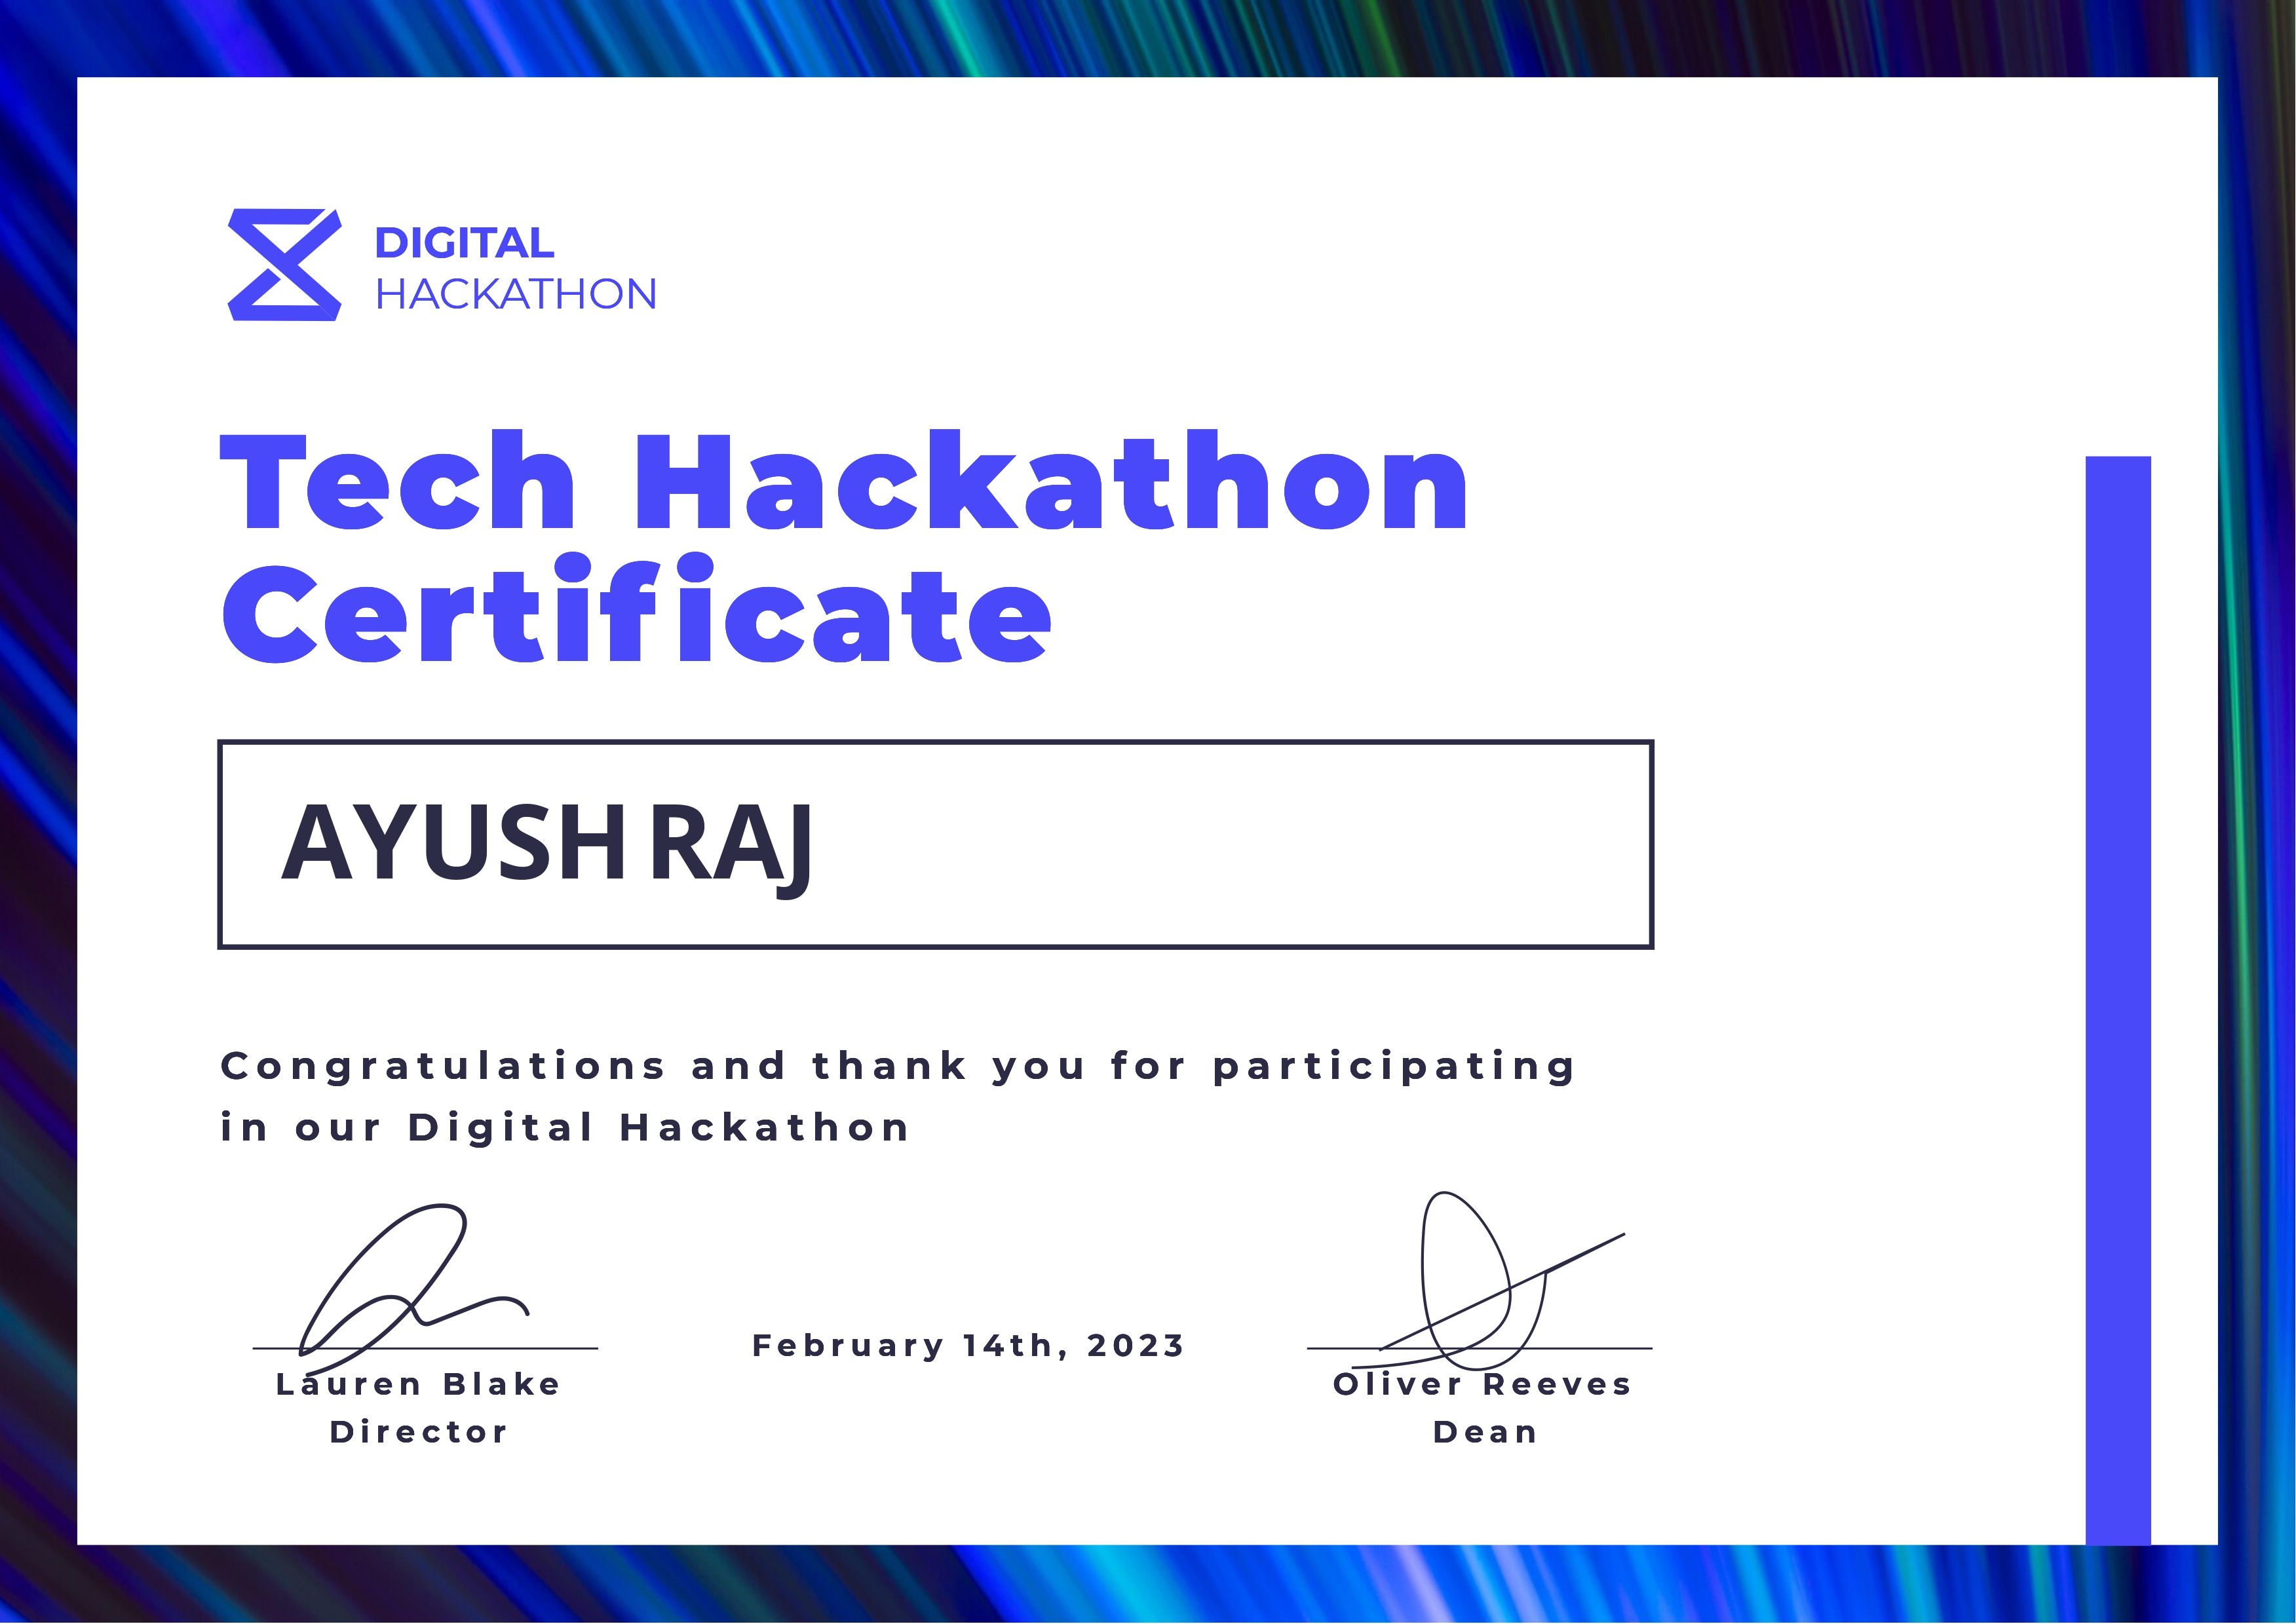 DIGITAL
HACKATHON
Tech Hackathon
Certificate
AYUSH RAJ
Congratulations and thank you for participating
in our Digital Hackathon
February 14th, 2023
Lauren Blake
Director
Oliver Reeves
Dean